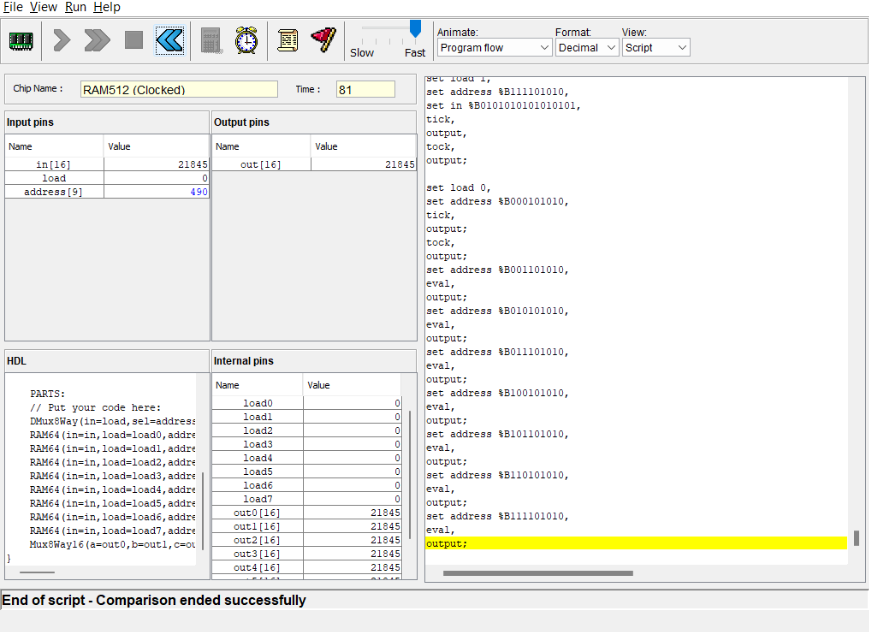 File View Run Help
Slow Fast
Animate: Format: View:
Program flow Decimal Script
Chip Name : RAM512 (Clocked) Time : 81
Input pins
Name Value
in[16] 21845
load 0
address[9] 490
Output pins
Name Value
out[16] 21845
HDL
PARTS:
// Put your code here:
DMux8Way(in=load,sel=address
RAM64(in=in,load=load0,addre
RAM64(in=in,load=load1,addre
RAM64(in=in,load=load2,addre
RAM64(in=in,load=load3,addre
RAM64(in=in,load=load4,addre
RAM64(in=in,load=load5,addre
RAM64(in=in,load=load6,addre
RAM64(in=in,load=load7,addre
Mux8Way16(a=out0,b=out1,c=ou
}
Internal pins
Name Value
load0 0
load1 0
load2 0
load3 0
load4 0
load5 0
load6 0
load7 0
out0[16] 21845
out1[16] 21845
out2[16] 21845
out3[16] 21845
out4[16] 21845
set load 1,
set address %B111101010,
set in %B0101010101010101,
tick,
output,
tock,
output;
set load 0,
set address %B000101010,
tick,
output;
tock,
output;
set address %B001101010,
eval,
output;
set address %B010101010,
eval,
output;
set address %B011101010,
eval,
output;
set address %B100101010,
eval,
output;
set address %B101101010,
eval,
output;
set address %B110101010,
eval,
output;
set address %B111101010,
eval,
output;
End of script - Comparison ended successfully